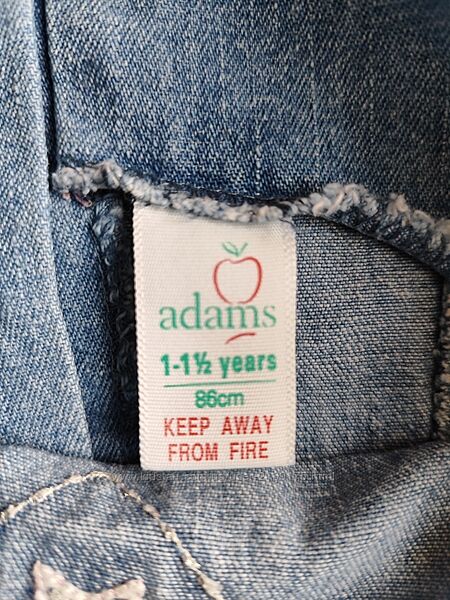 adams
1-1½ years
86cm
KEEP AWAY
FROM FIRE